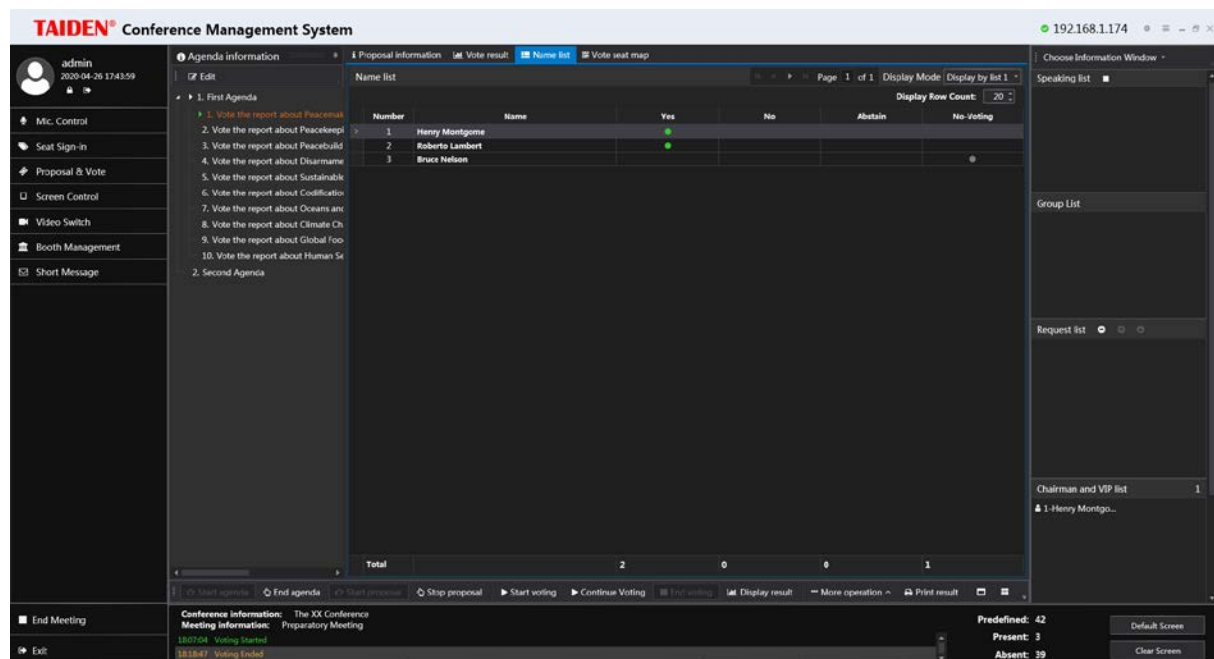 TAIDEN® Conference Management System
192.168.1.174
admin
2020-04-26 17:43:59
Mic. Control
Seat Sign-in
Proposal & Vote
Screen Control
Video Switch
Booth Management
Short Message
End Meeting
Exit
Agenda information
Edit
1. First Agenda
1. Vote the report about Peacemak
2. Vote the report about Peacekeepi
3. Vote the report about Peacebuild
4. Vote the report about Disarmame
5. Vote the report about Sustainable
6. Vote the report about Codification
7. Vote the report about Oceans and
8. Vote the report about Climate Ch
9. Vote the report about Global Foo
10. Vote the report about Human Se
2. Second Agenda
Proposal information Vote result Name list Vote seat map
Name list Page 1 of 1 Display Mode Display by list 1
Display Row Count: 20
Number Name Yes No Abstain No-Voting
1 Henry Montgome
2 Roberto Lambert
3 Bruce Nelson
Total 2 0 0 1
Start agenda End agenda Start proposal Stop proposal Start voting Continue Voting End voting Display result More operation Print result
Choose Information Window
Speaking list
Group List
Request list
Chairman and VIP list 1
1-Henry Montgo...
Conference information: The XX Conference
Meeting information: Preparatory Meeting
18:07:04 Voting Started
18:18:47 Voting Ended
Predefined: 42
Present: 3
Absent: 39
Default Screen
Clear Screen